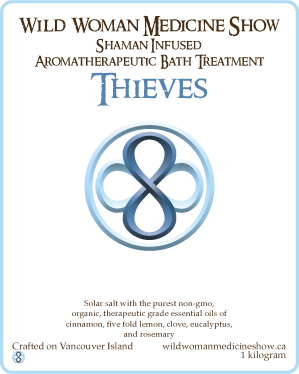 Wild Woman Medicine Show
Shaman Infused
Aromatherapeutic Bath Treatment
Thieves
Solar salt with the purest non-gmo,
organic, therapeutic grade essential oils of
cinnamon, five fold lemon, clove, eucalyptus,
and rosemary
Crafted on Vancouver Island wildwomanmedicineshow.ca
1 kilogram